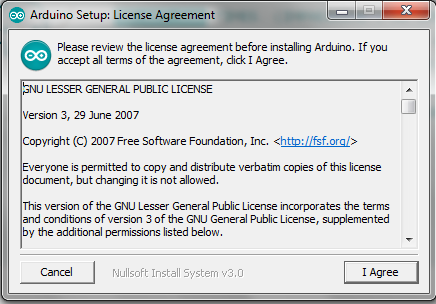 Arduino Setup: License Agreement
Please review the license agreement before installing Arduino. If you
accept all terms of the agreement, click I Agree.
GNU LESSER GENERAL PUBLIC LICENSE
Version 3, 29 June 2007
Copyright (C) 2007 Free Software Foundation, Inc. <http://fsf.org/>
Everyone is permitted to copy and distribute verbatim copies of this license
document, but changing it is not allowed.
This version of the GNU Lesser General Public License incorporates the terms
and conditions of version 3 of the GNU General Public License, supplemented
by the additional permissions listed below.
Cancel
Nullsoft Install System v3.0
I Agree